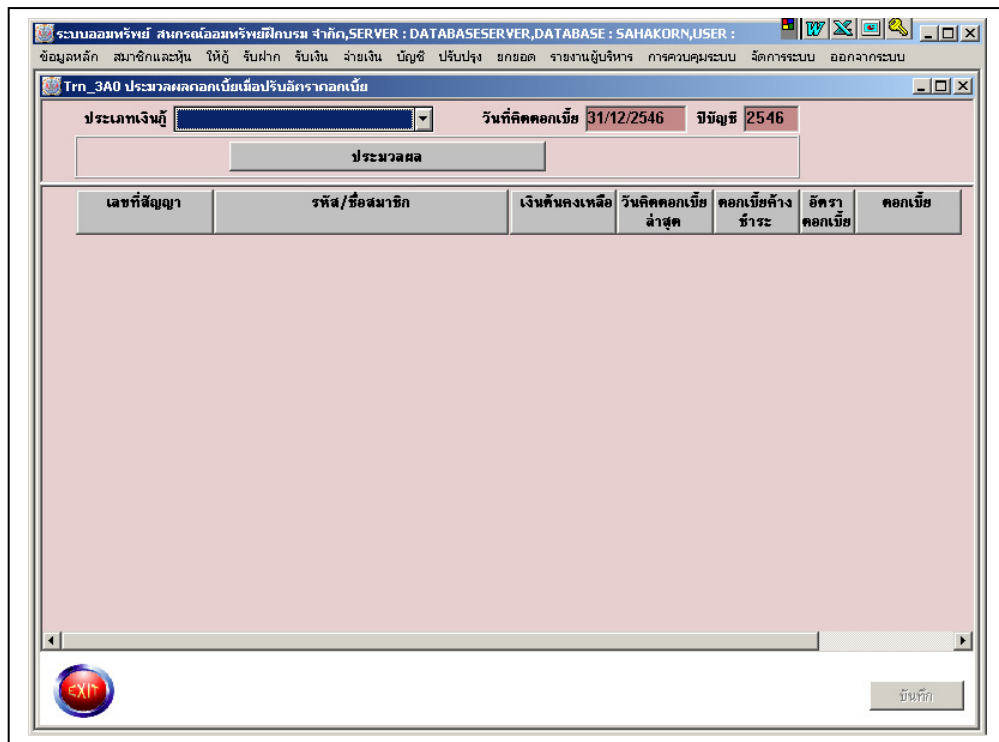 ระบบออมทรัพย์ สหกรณ์ออมทรัพย์ฝึกบรม จำกัด,SERVER : DATABASESERVER,DATABASE : SAHAKORN,USER :
ข้อมูลหลัก สมาชิกและหุ้น ให้กู้ รับฝาก รับเงิน จ่ายเงิน บัญชี ปรับปรุง ยกยอด รายงานผู้บริหาร การควบคุมระบบ จัดการระบบ ออกจากระบบ
Trn_3A0 ประมวลผลดอกเบี้ยเมื่อปรับอัตราดอกเบี้ย
ประเภทเงินกู้ วันที่คิดดอกเบี้ย 31/12/2546 ปีบัญชี 2546
ประมวลผล
เลขที่สัญญา รหัส/ชื่อสมาชิก เงินต้นคงเหลือ วันคิดดอกเบี้ย ดอกเบี้ยค้าง อัตรา ดอกเบี้ย
ล่าสุด ชำระ ดอกเบี้ย
EXIT
บันทึก